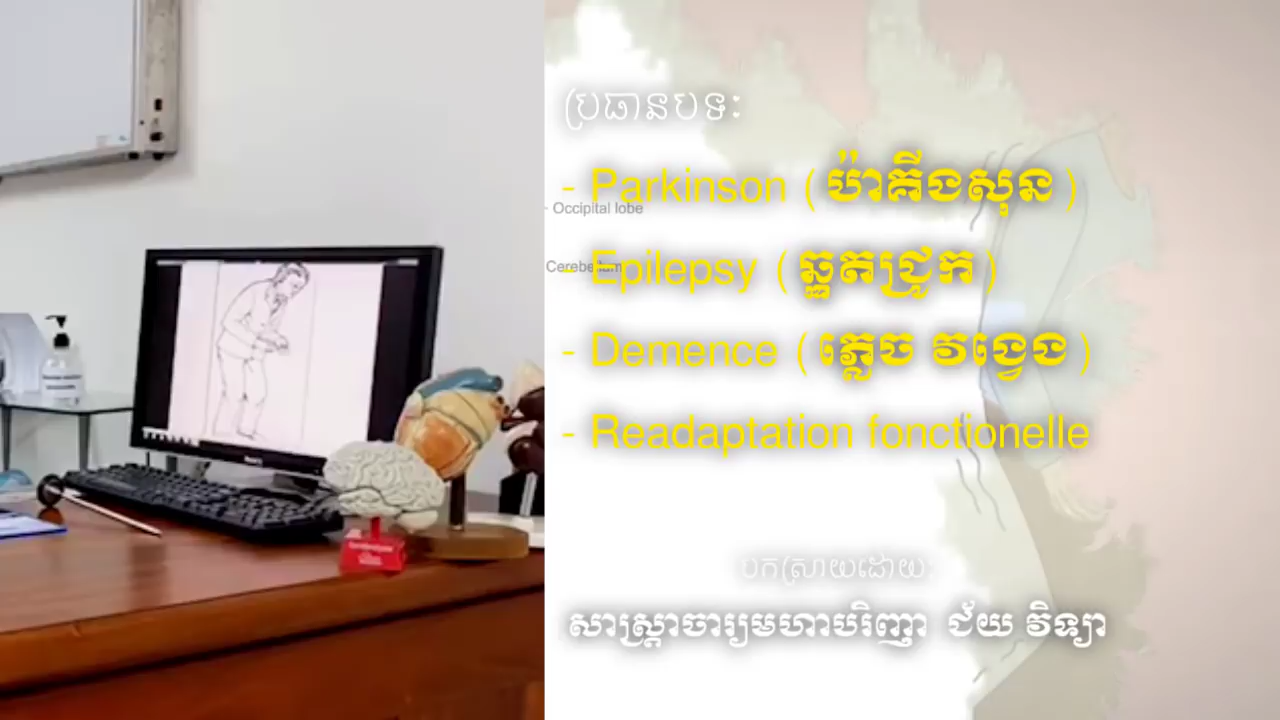 ប្រធានបទៈ
- Parkinson ( ប៉ាគីងសុន )
- Occipital lobe
- Epilepsy ( ឆ្កួតជ្រូក )
- Demence ( ភ្លេច វង្វេង )
- Readaptation fonctionelle
បកស្រាយដោយៈ
សាស្ត្រាចារ្យមហាបរិញ្ញា ជ័យ វិទ្យា